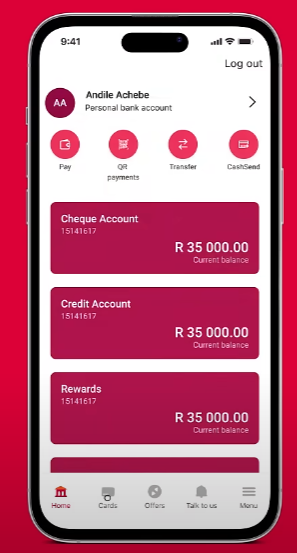 9:41
Log out
AA
Andile Achebe
Personal bank account
Pay
QR
payments
Transfer
CashSend
Cheque Account
15141617
R 35 000.00
Current balance
Credit Account
15141617
R 35 000.00
Current balance
Rewards
15141617
R 35 000.00
Current balance
Home
Cards
Offers
Talk to us
Menu